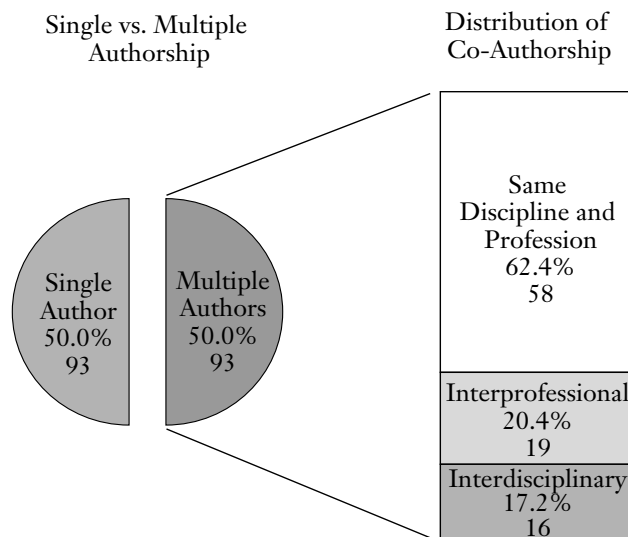 Single vs. Multiple
Authorship
Distribution of
Co-Authorship
Single
Author
50.0%
93
Multiple
Authors
50.0%
93
Same
Discipline and
Profession
62.4%
58
Interprofessional
20.4%
19
Interdisciplinary
17.2%
16